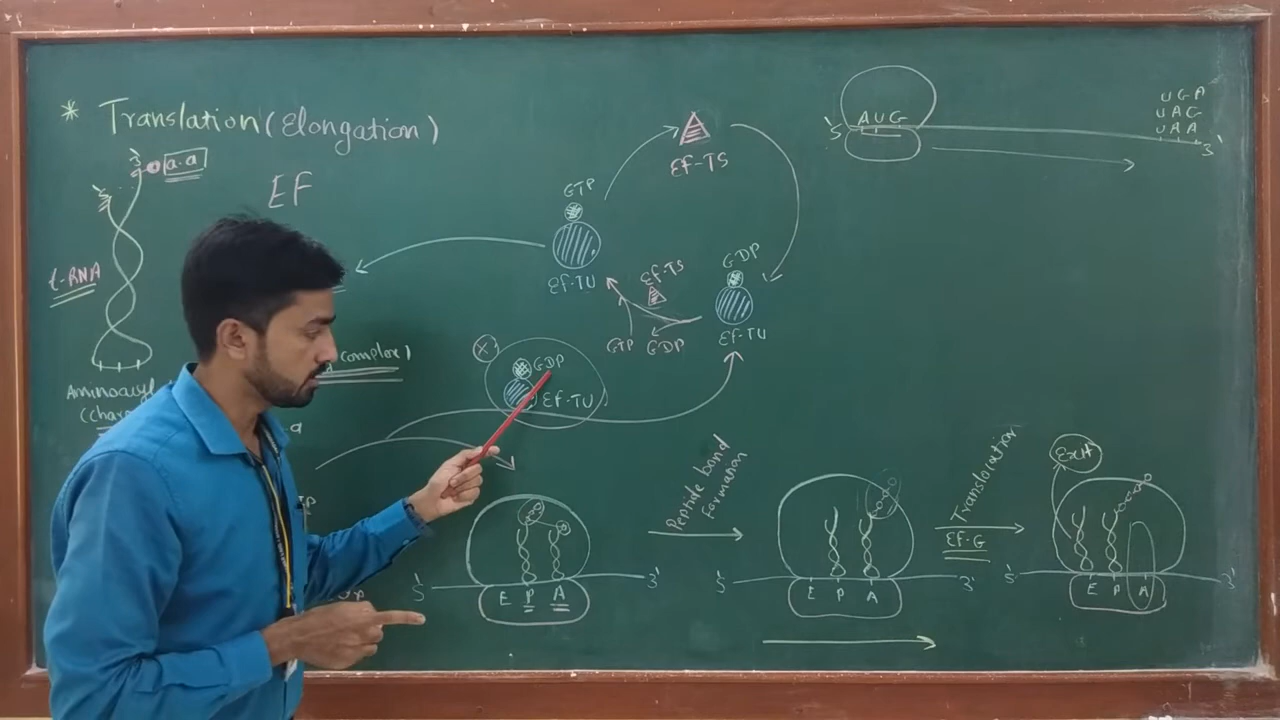 * Translation (Elongation)
3'
a.a
EF
t-RNA
Aminoacyl
complex)
a
EF-TS
GTP
EF-TU
GDP
EF-TU
EF-TS
GTP GDP
X
GDP
EF-TU
5' AUG 3'
UGA
UAG
UAA
5' E P A 3'
Peptide bond
formation
5' E P A 3'
Translocation
EF-G
Exit
5' E P A 3'